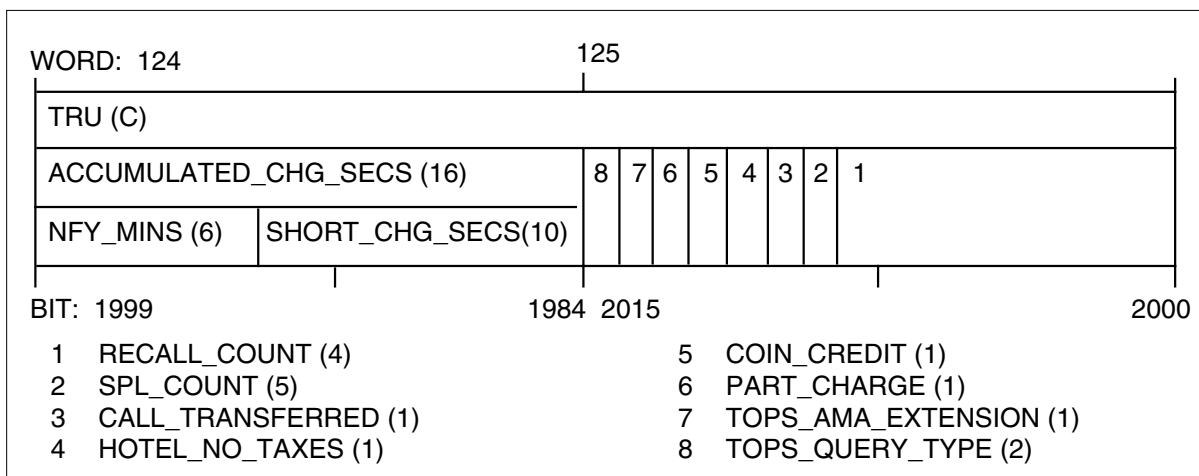 WORD: 124 125
TRU (C)
ACCUMULATED_CHG_SECS (16) 8 7 6 5 4 3 2 1
NFY_MINS (6) SHORT_CHG_SECS(10)
BIT: 1999 1984 2015 2000
1 RECALL_COUNT (4) 5 COIN_CREDIT (1)
2 SPL_COUNT (5) 6 PART_CHARGE (1)
3 CALL_TRANSFERRED (1) 7 TOPS_AMA_EXTENSION (1)
4 HOTEL_NO_TAXES (1) 8 TOPS_QUERY_TYPE (2)